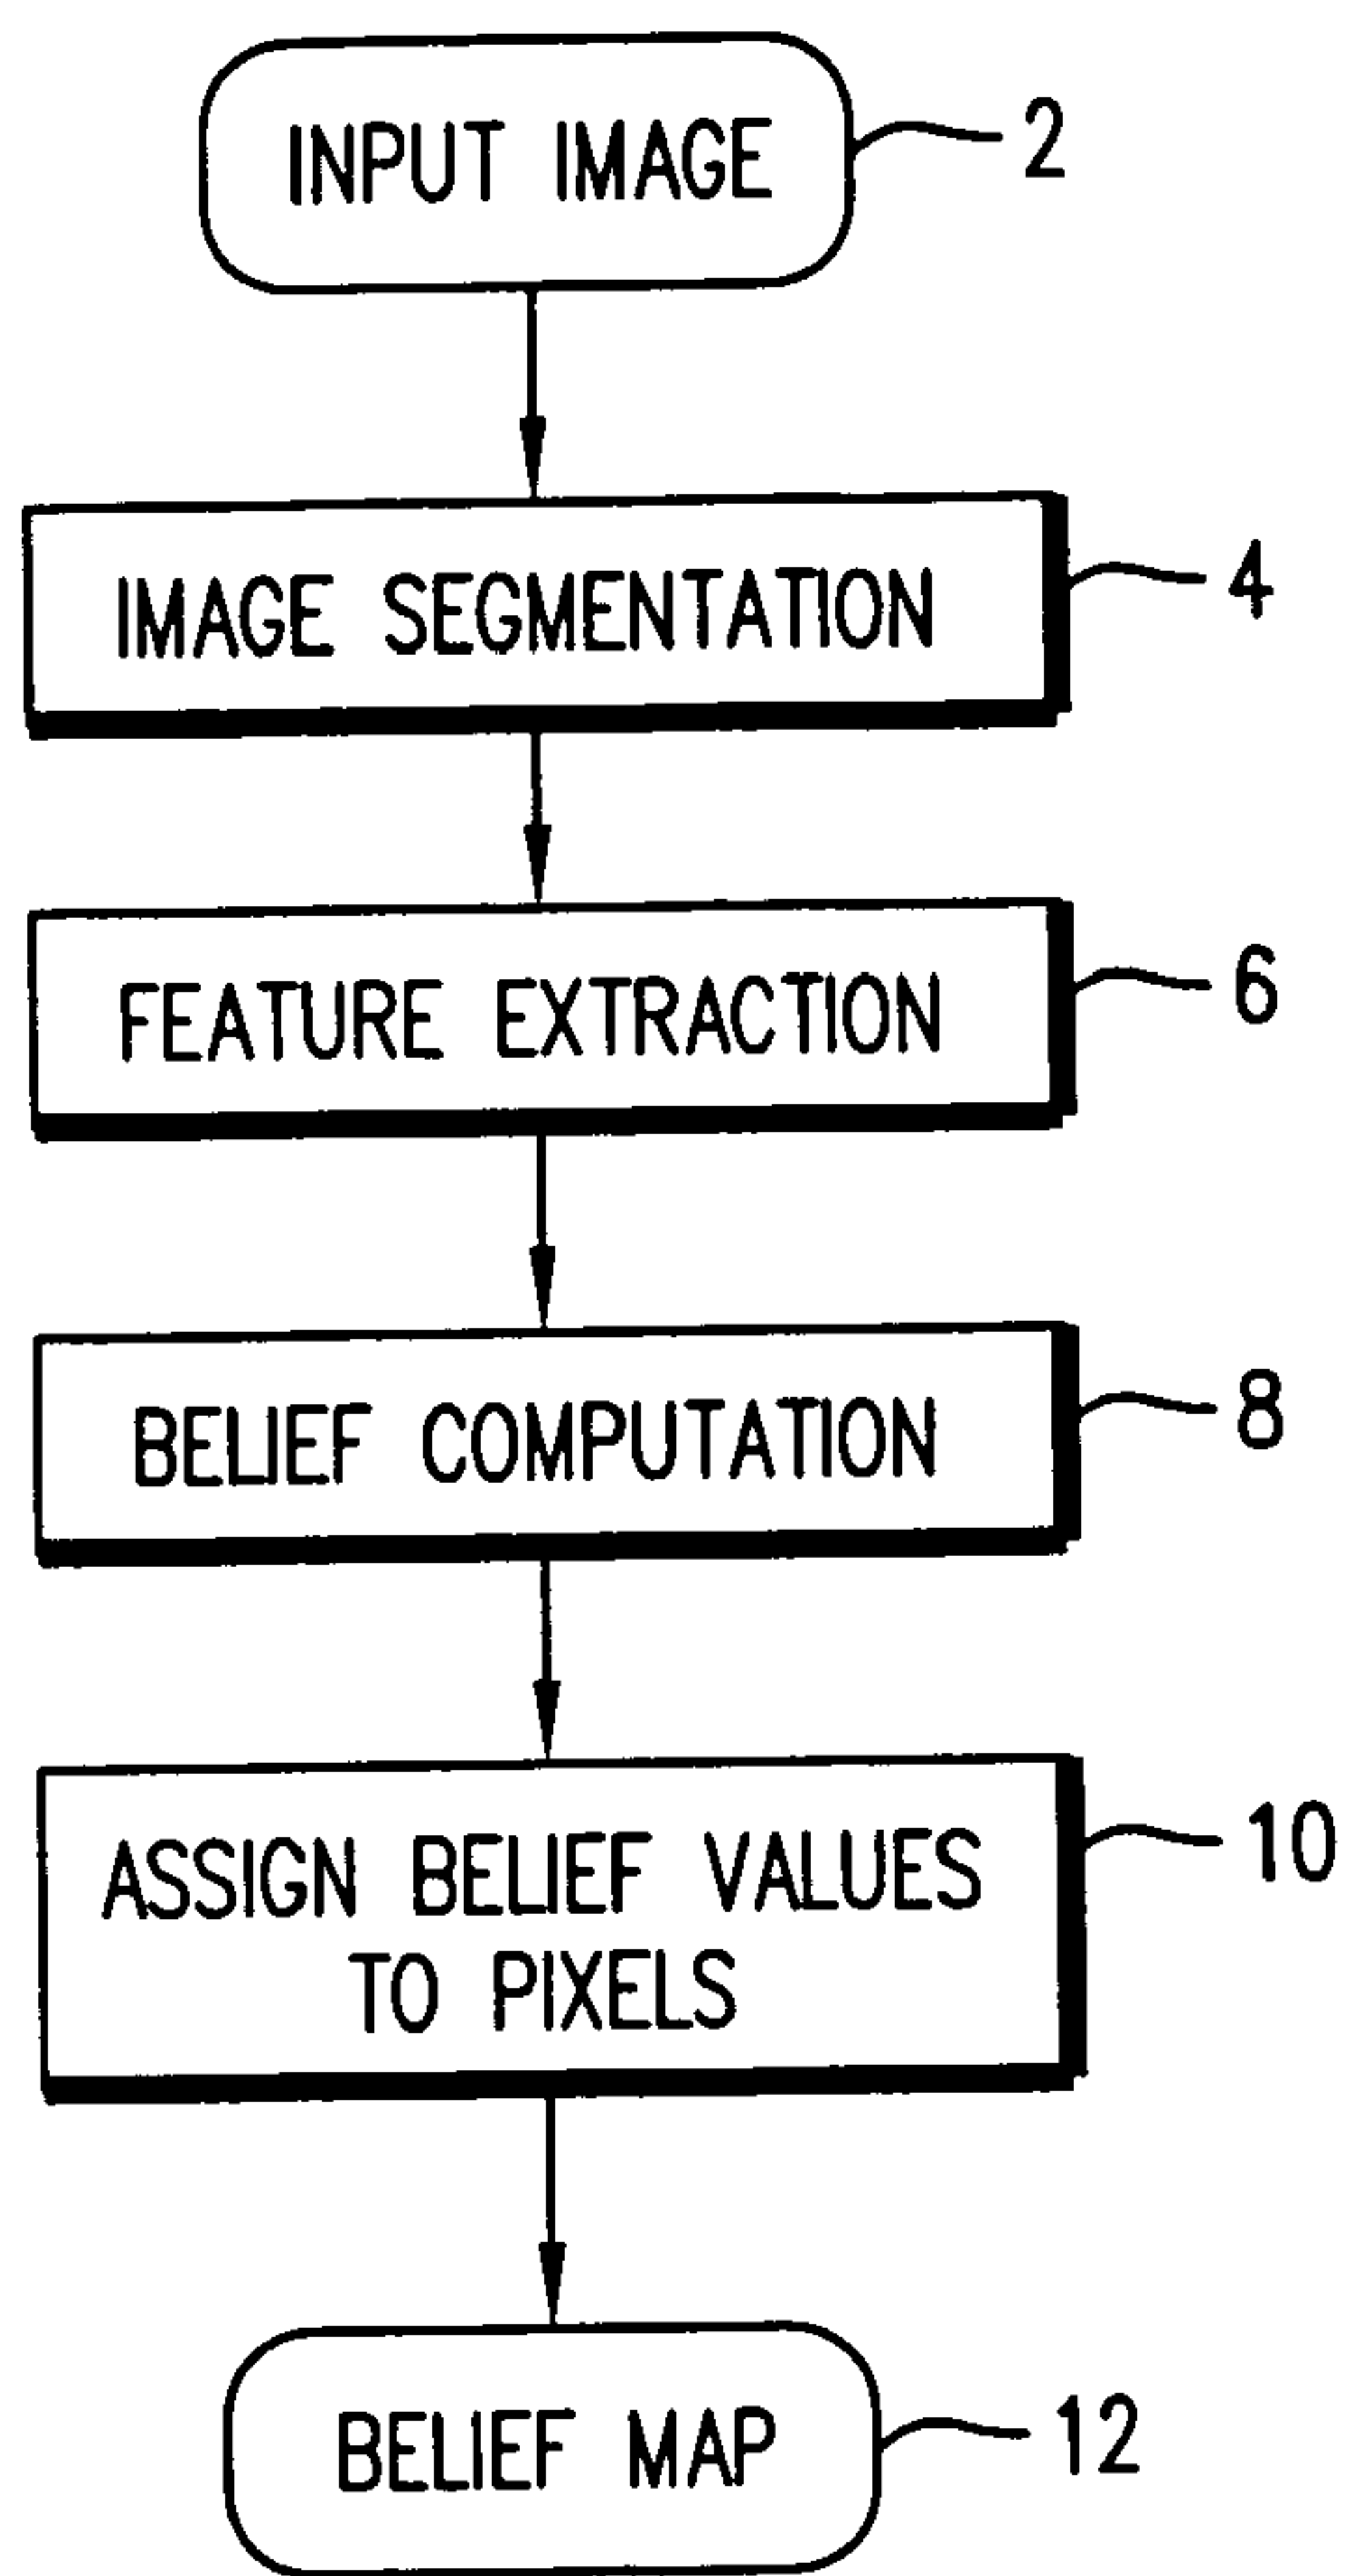 INPUT IMAGE
2
IMAGE SEGMENTATION
4
FEATURE EXTRACTION
6
BELIEF COMPUTATION
8
ASSIGN BELIEF VALUES
TO PIXELS
10
BELIEF MAP
12